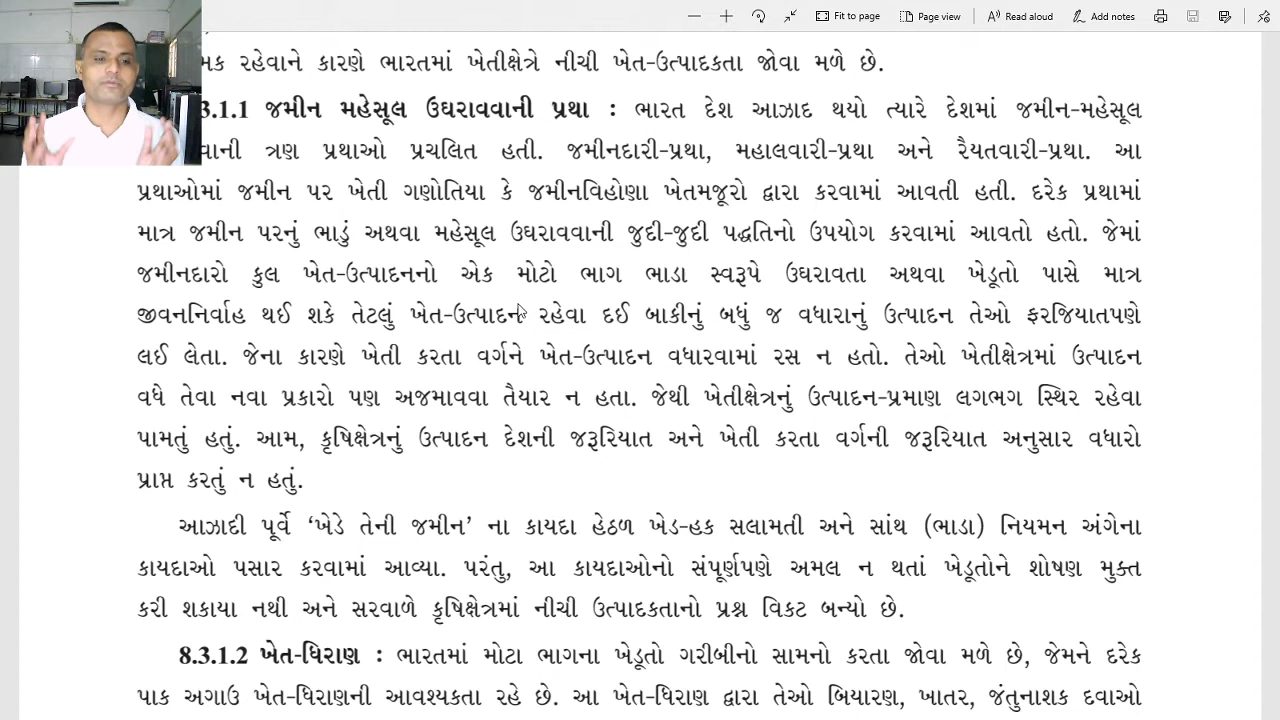 Fit to page Page view Read aloud Add notes
મક રહેવાને કારણે ભારતમાં ખેતીક્ષેત્રે નીચી ખેત-ઉત્પાદકતા જોવા મળે છે.
3.1.1 જમીન મહેસૂલ ઉઘરાવવાની પ્રથા : ભારત દેશ આઝાદ થયો ત્યારે દેશમાં જમીન-મહેસૂલ
વાની ત્રણ પ્રથાઓ પ્રચલિત હતી. જમીનદારી-પ્રથા, મહાલવારી-પ્રથા અને રૈયતવારી-પ્રથા. આ
પ્રથાઓમાં જમીન પર ખેતી ગણોતિયા કે જમીનવિહોણા ખેતમજૂરો દ્વારા કરવામાં આવતી હતી. દરેક પ્રથામાં
માત્ર જમીન પરનું ભાડું અથવા મહેસૂલ ઉઘરાવવાની જુદી-જુદી પદ્ધતિનો ઉપયોગ કરવામાં આવતો હતો. જેમાં
જમીનદારો કુલ ખેત-ઉત્પાદનનો એક મોટો ભાગ ભાડા સ્વરૂપે ઉઘરાવતા અથવા ખેડૂતો પાસે માત્ર
જીવનનિર્વાહ થઈ શકે તેટલું ખેત-ઉત્પાદન રહેવા દઈ બાકીનું બધું જ વધારાનું ઉત્પાદન તેઓ ફરજિયાતપણે
લઈ લેતા. જેના કારણે ખેતી કરતા વર્ગને ખેત-ઉત્પાદન વધારવામાં રસ ન હતો. તેઓ ખેતીક્ષેત્રમાં ઉત્પાદન
વધે તેવા નવા પ્રકારો પણ અજમાવવા તૈયાર ન હતા. જેથી ખેતીક્ષેત્રનું ઉત્પાદન-પ્રમાણ લગભગ સ્થિર રહેવા
પામતું હતું. આમ, કૃષિક્ષેત્રનું ઉત્પાદન દેશની જરૂરિયાત અને ખેતી કરતા વર્ગની જરૂરિયાત અનુસાર વધારો
પ્રાપ્ત કરતું ન હતું.
આઝાદી પૂર્વે ‘ખેડે તેની જમીન’ ના કાયદા હેઠળ ખેડ-હક સલામતી અને સાંથ (ભાડા) નિયમન અંગેના
કાયદાઓ પસાર કરવામાં આવ્યા. પરંતુ, આ કાયદાઓનો સંપૂર્ણપણે અમલ ન થતાં ખેડૂતોને શોષણ મુક્ત
કરી શકાયા નથી અને સરવાળે કૃષિક્ષેત્રમાં નીચી ઉત્પાદકતાનો પ્રશ્ન વિકટ બન્યો છે.
8.3.1.2 ખેત-ધિરાણ : ભારતમાં મોટા ભાગના ખેડૂતો ગરીબીનો સામનો કરતા જોવા મળે છે, જેમને દરેક
પાક અગાઉ ખેત-ધિરાણની આવશ્યકતા રહે છે. આ ખેત-ધિરાણ દ્વારા તેઓ બિયારણ, ખાતર, જંતુનાશક દવાઓ